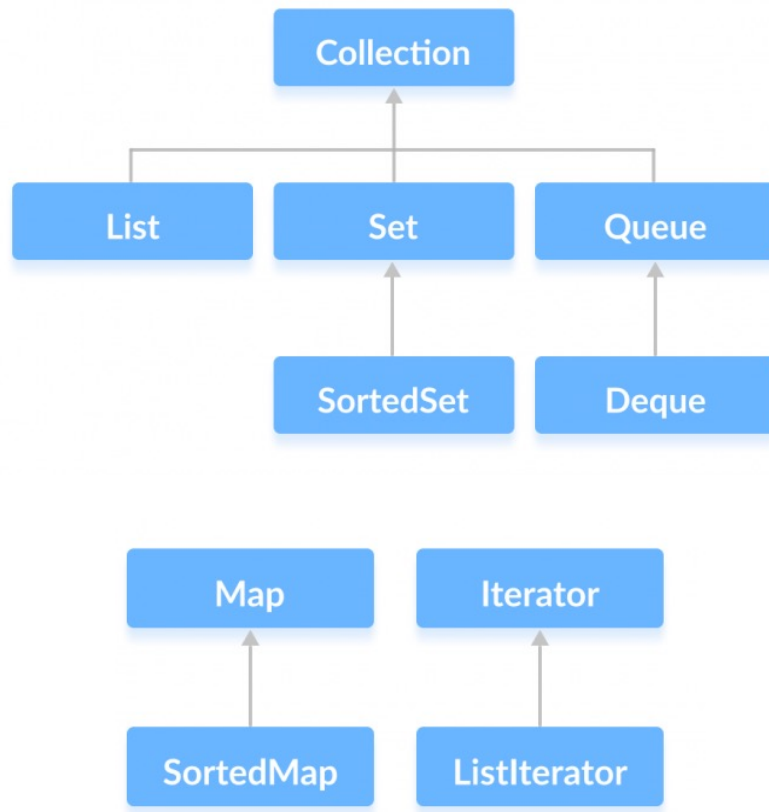 Collection
List
Set
Queue
SortedSet
Deque
Map
Iterator
SortedMap
ListIterator